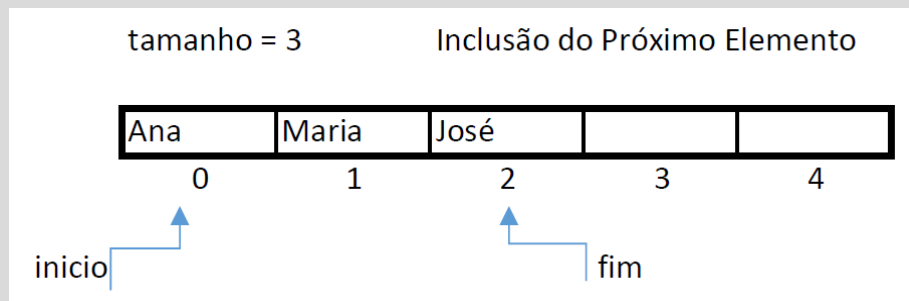 tamanho = 3 Inclusão do Próximo Elemento
Ana Maria José
0 1 2 3 4
inicio fim